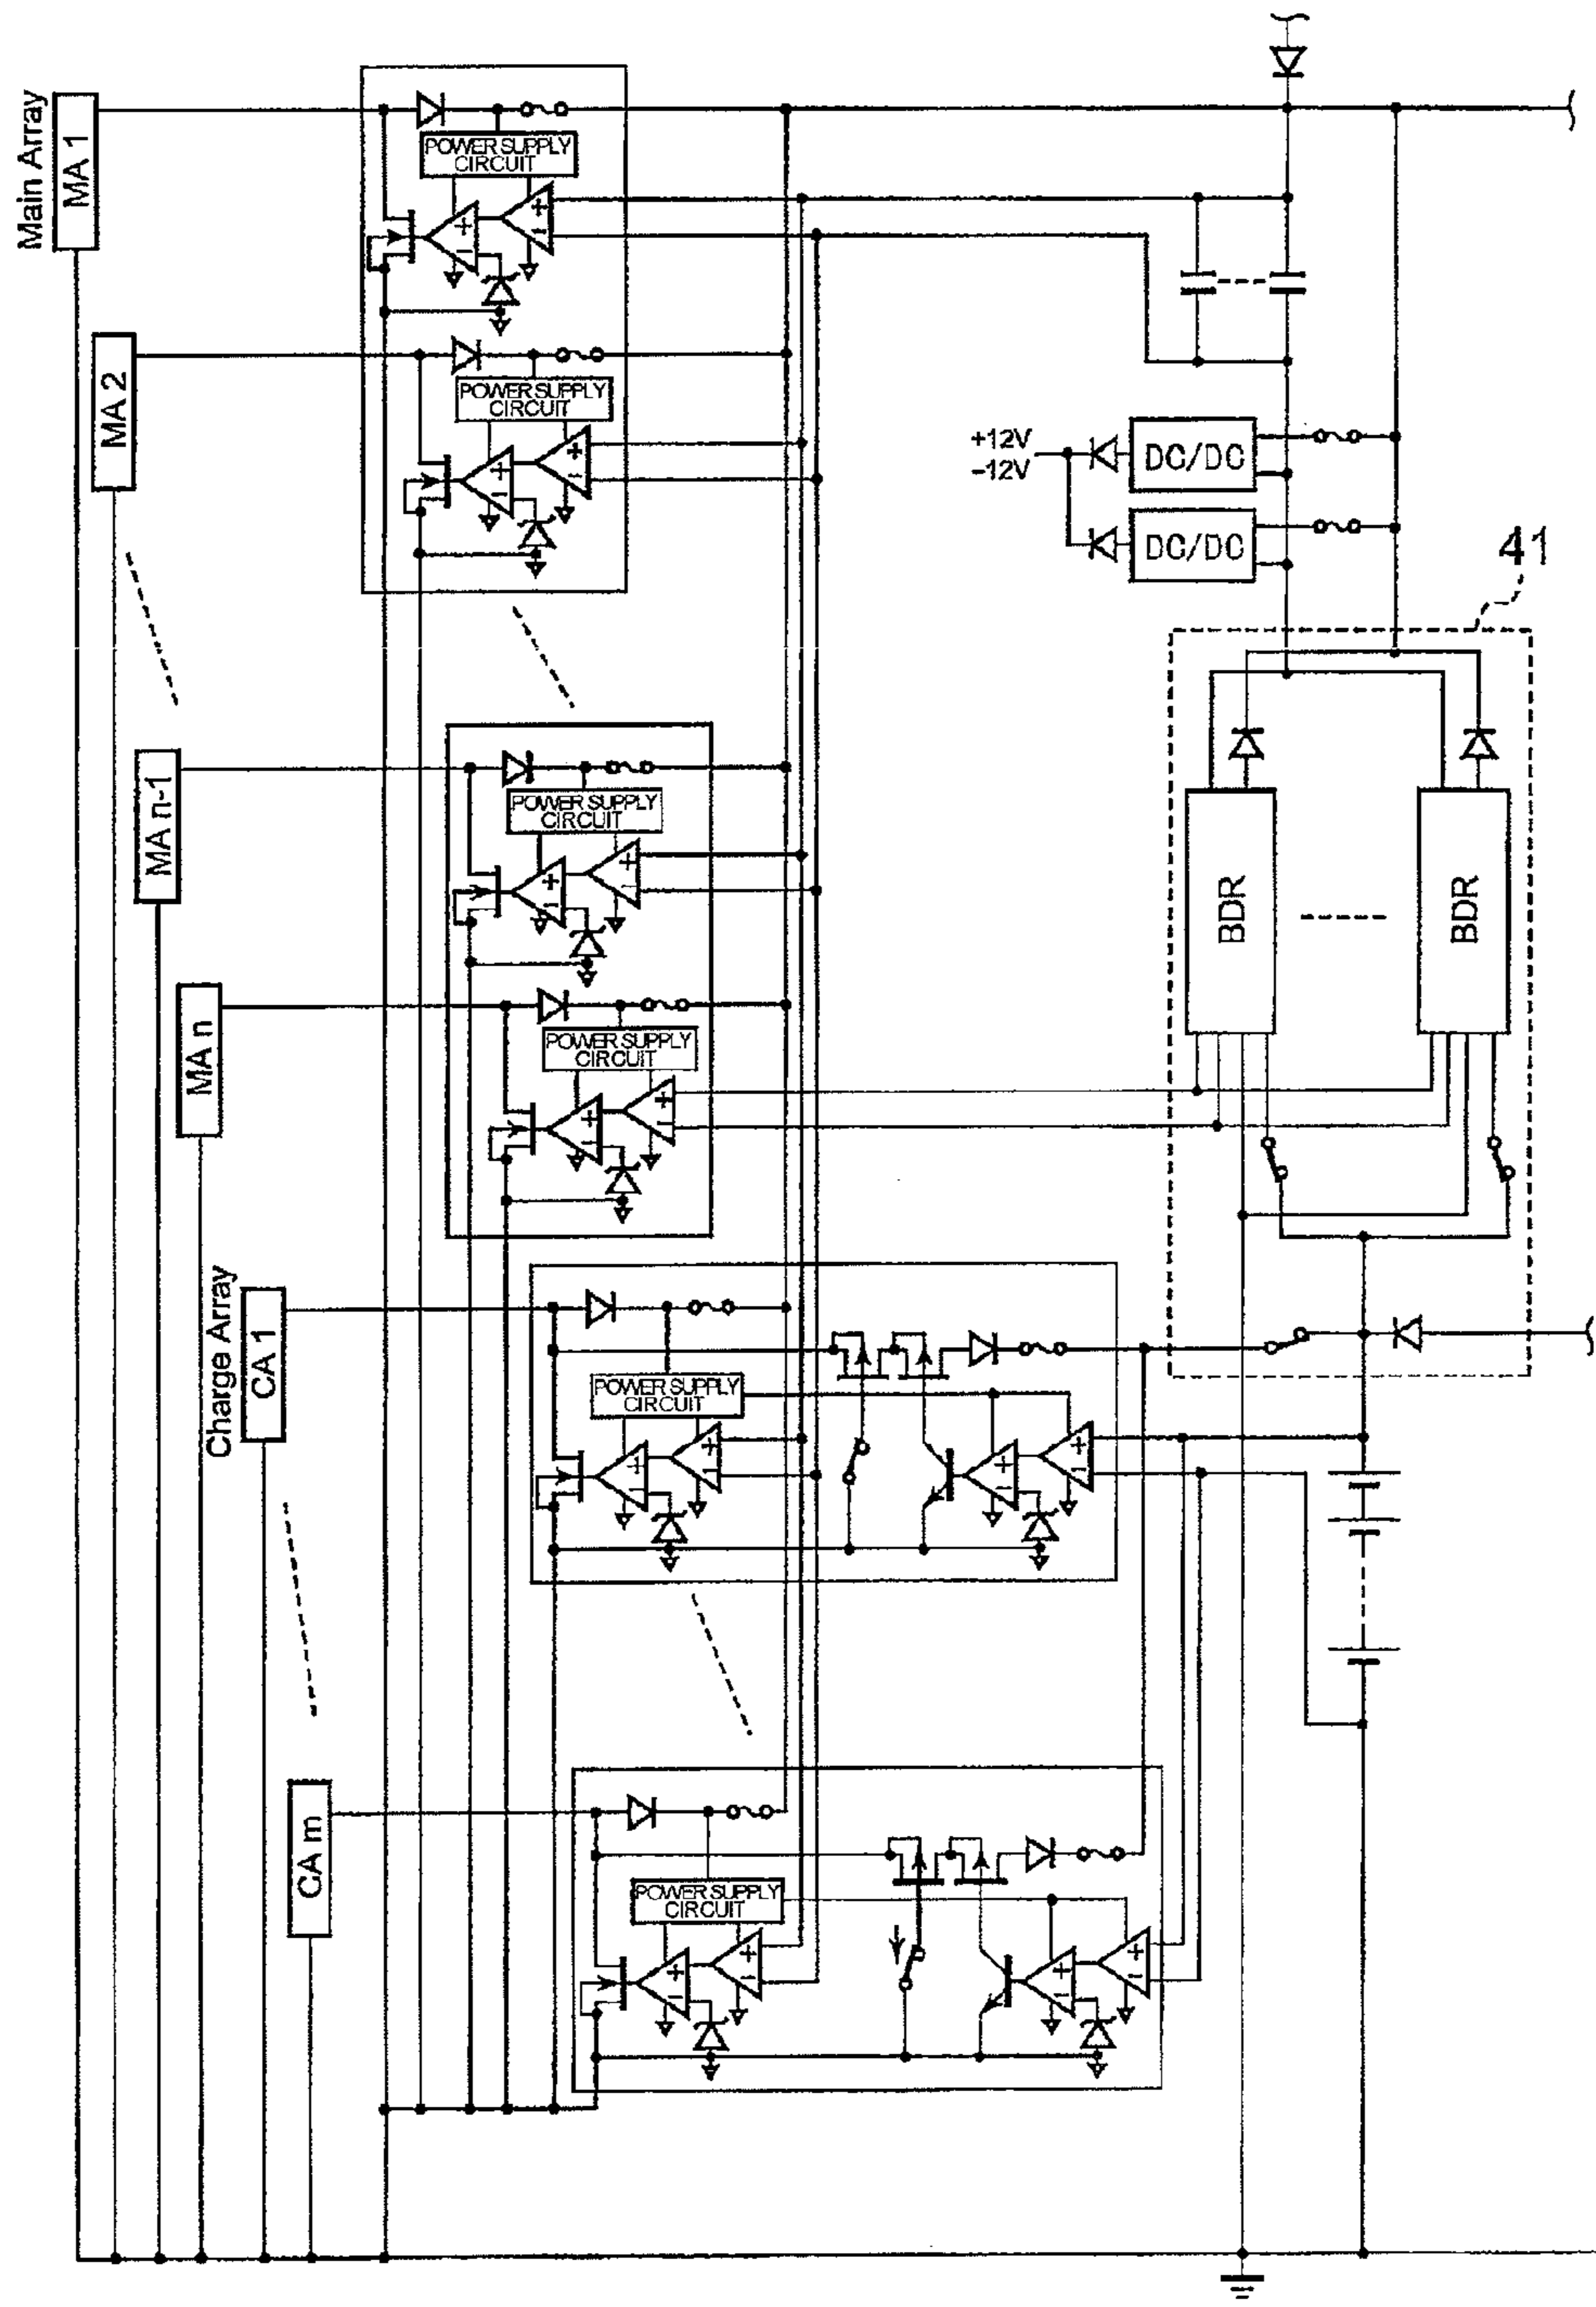 Main Array
MA 1
POWER SUPPLY
CIRCUIT
+
−
+
−
MA 2
POWER SUPPLY
CIRCUIT
+
−
+
−
+12V
−12V
DC/DC
DC/DC
41
MA n-1
POWER SUPPLY
CIRCUIT
+
−
+
−
BDR
BDR
MA n
POWER SUPPLY
CIRCUIT
+
−
+
−
Charge Array
CA 1
POWER SUPPLY
CIRCUIT
+
−
+
−
+
−
+
−
CA m
POWER SUPPLY
CIRCUIT
+
−
+
−
+
−
+
−